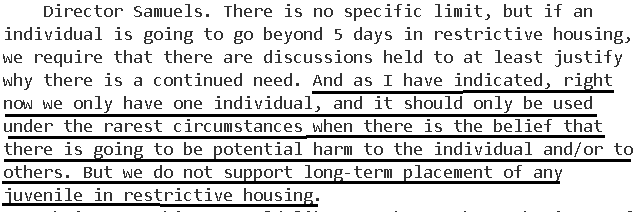 Director Samuels. There is no specific limit, but if an
individual is going to go beyond 5 days in restrictive housing,
we require that there are discussions held to at least justify
why there is a continued need. And as I have indicated, right
now we only have one individual, and it should only be used
under the rarest circumstances when there is the belief that
there is going to be potential harm to the individual and/or to
others. But we do not support long-term placement of any
juvenile in restrictive housing.